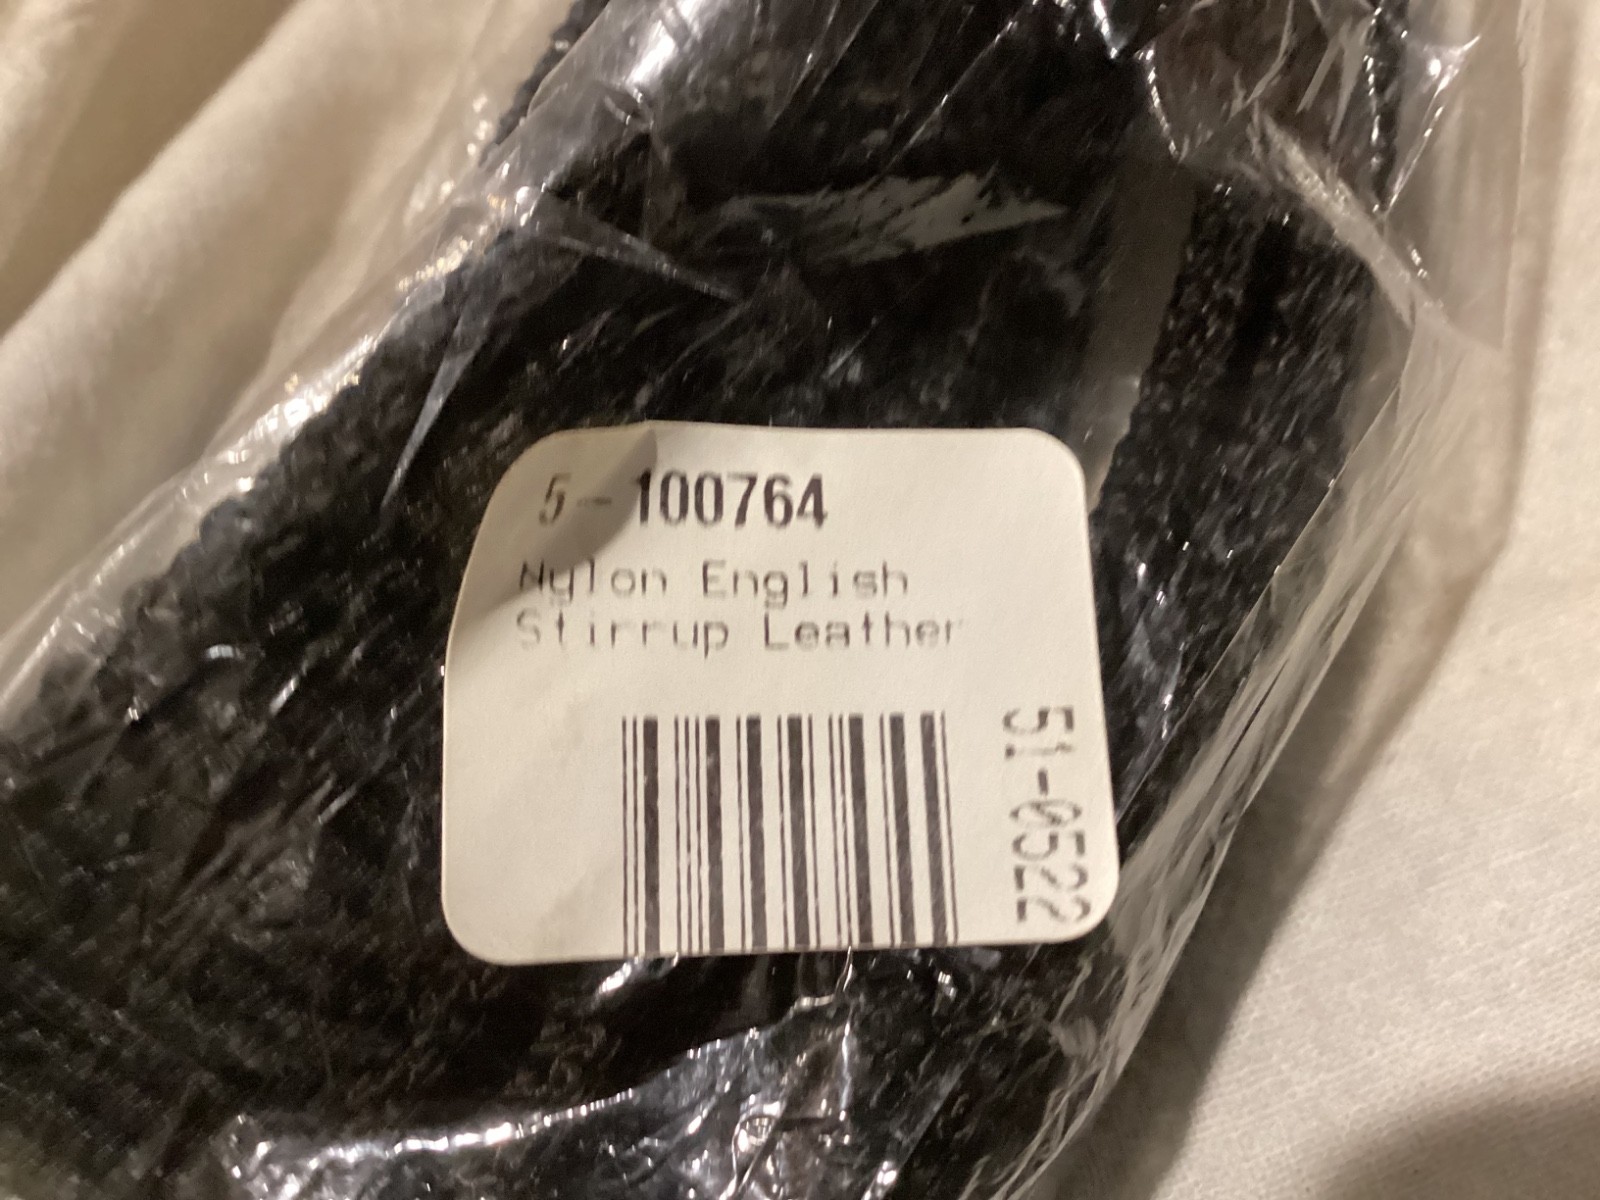 5-100764
Nylon English
Stirrup Leather
51-0522